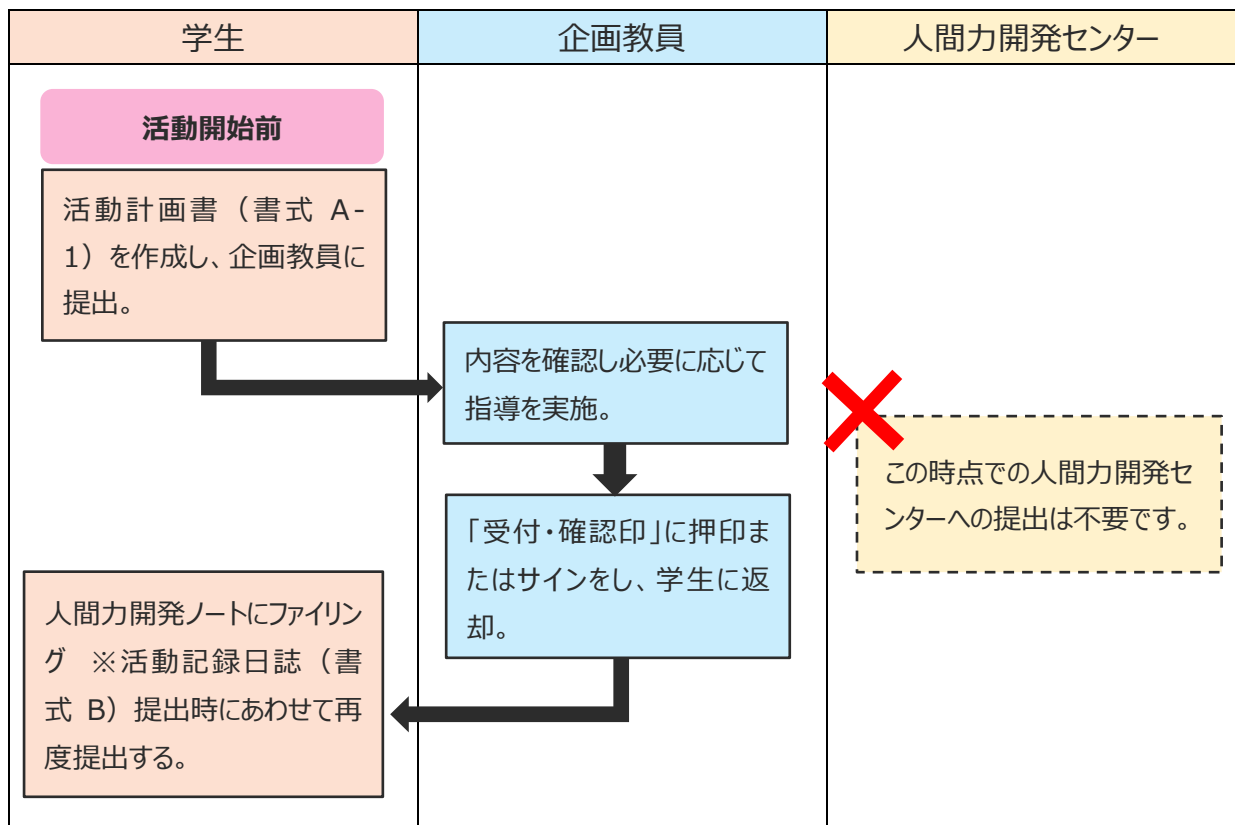 学生
企画教員
人間力開発センター
活動開始前
活動計画書（書式 A-
1）を作成し、企画教員に
提出。
内容を確認し必要に応じて
指導を実施。
この時点での人間力開発セ
ンターへの提出は不要です。
「受付・確認印」に押印ま
たはサインをし、学生に返
却。
人間力開発ノートにファイリン
グ ※活動記録日誌（書
式 B）提出時にあわせて再
度提出する。